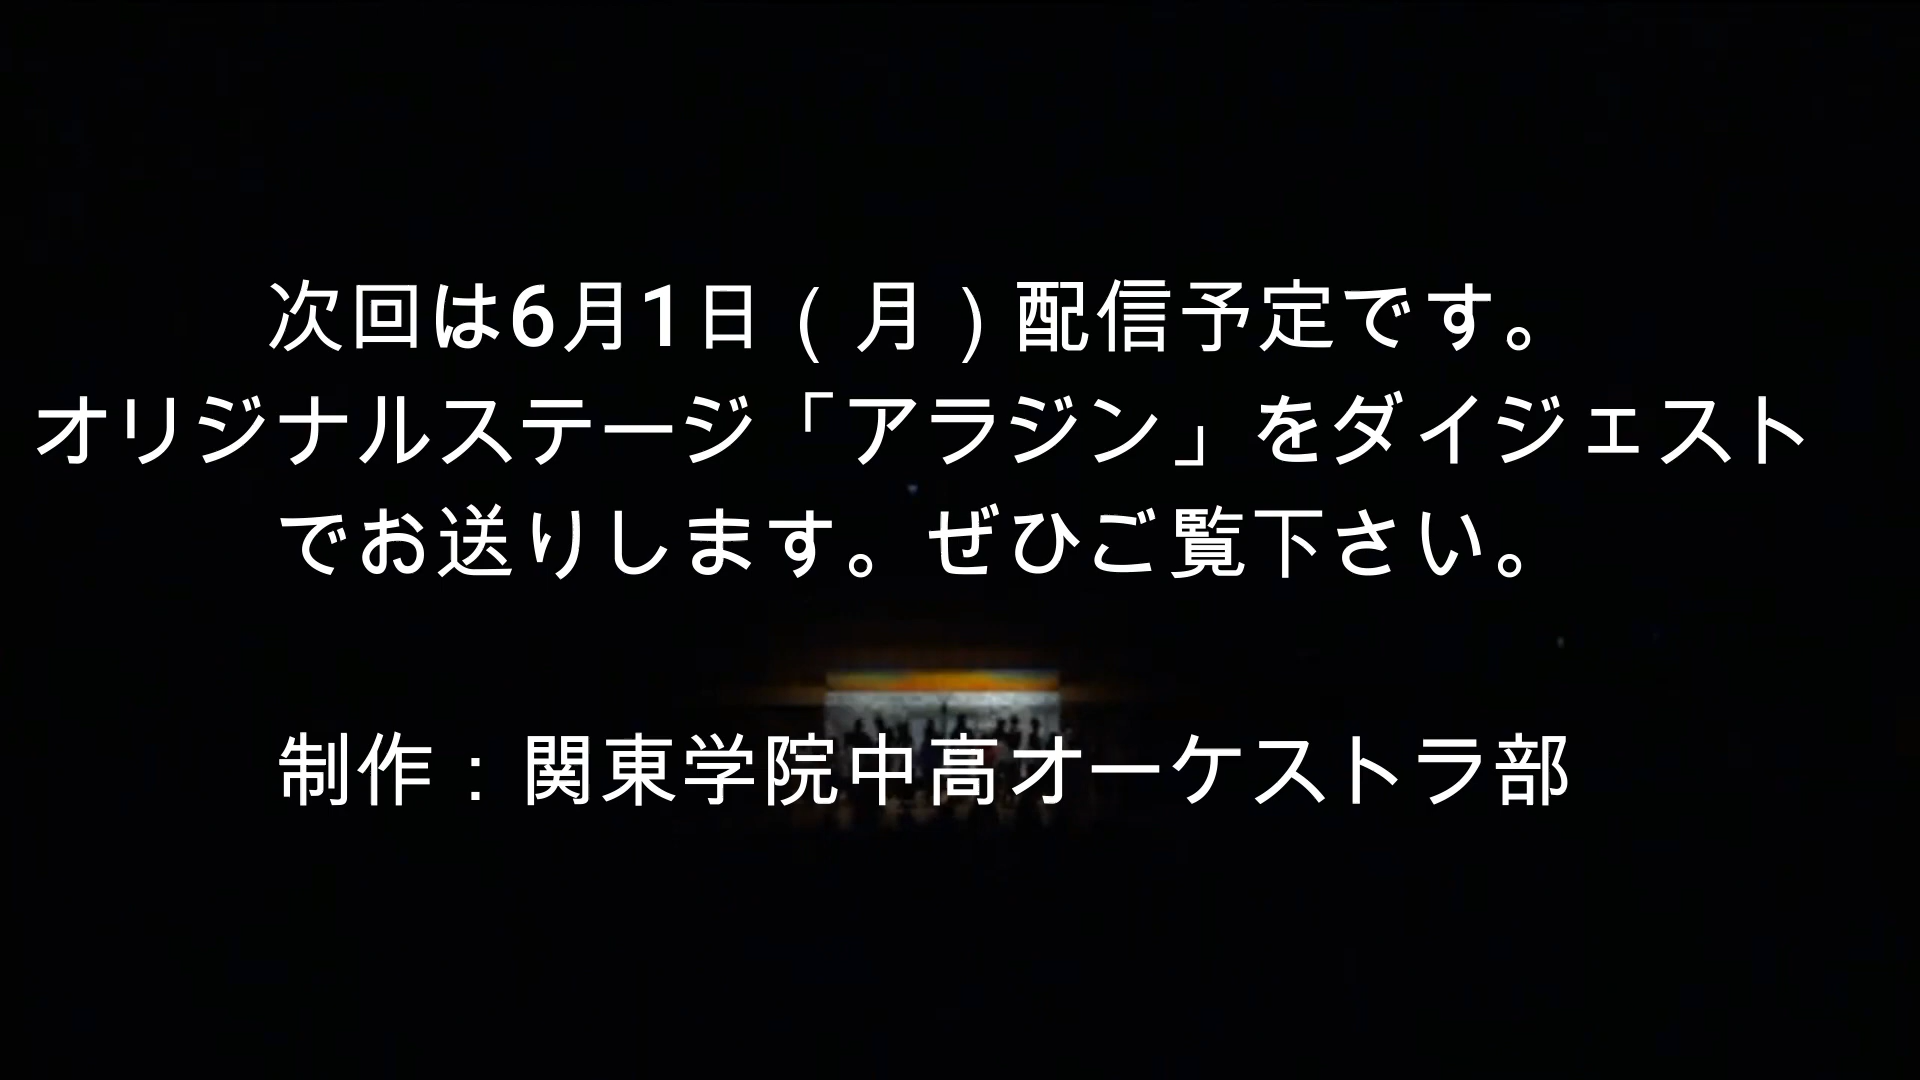 次回は6月1日（月）配信予定です。
オリジナルステージ「アラジン」をダイジェスト
でお送りします。ぜひご覧下さい。
制作：関東学院中高オーケストラ部